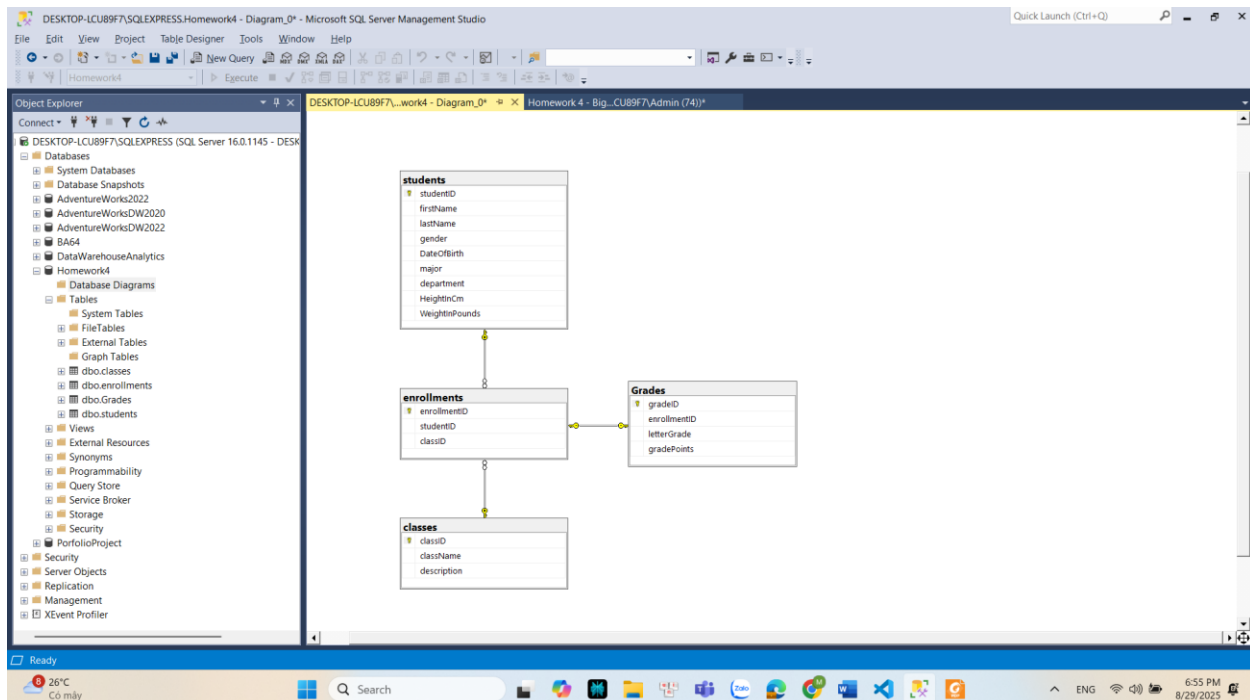 DESKTOP-LCU89F7\SQLEXPRESS.Homework4 - Diagram_0* - Microsoft SQL Server Management Studio
Quick Launch (Ctrl+Q)
File Edit View Project Table Designer Tools Window Help
New Query
Homework4
Execute
Object Explorer
DESKTOP-LCU89F7\...work4 - Diagram_0*
Homework 4 - Big...CU89F7\Admin (74))*
Connect
DESKTOP-LCU89F7\SQLEXPRESS (SQL Server 16.0.1145 - DESK
Databases
System Databases
Database Snapshots
AdventureWorks2022
AdventureWorksDW2020
AdventureWorksDW2022
BA64
DataWarehouseAnalytics
Homework4
Database Diagrams
Tables
System Tables
FileTables
External Tables
Graph Tables
dbo.classes
dbo.enrollments
dbo.Grades
dbo.students
Views
External Resources
Synonyms
Programmability
Query Store
Service Broker
Storage
Security
PorfolioProject
Security
Server Objects
Replication
Management
XEvent Profiler
students
studentID
firstName
lastName
gender
DateOfBirth
major
department
HeightInCm
WeightInPounds
enrollments
enrollmentID
studentID
classID
Grades
gradeID
enrollmentID
letterGrade
gradePoints
classes
classID
className
description
Ready
8
26°C
Có mây
Search
Zalo
ENG
6:55 PM
8/29/2025